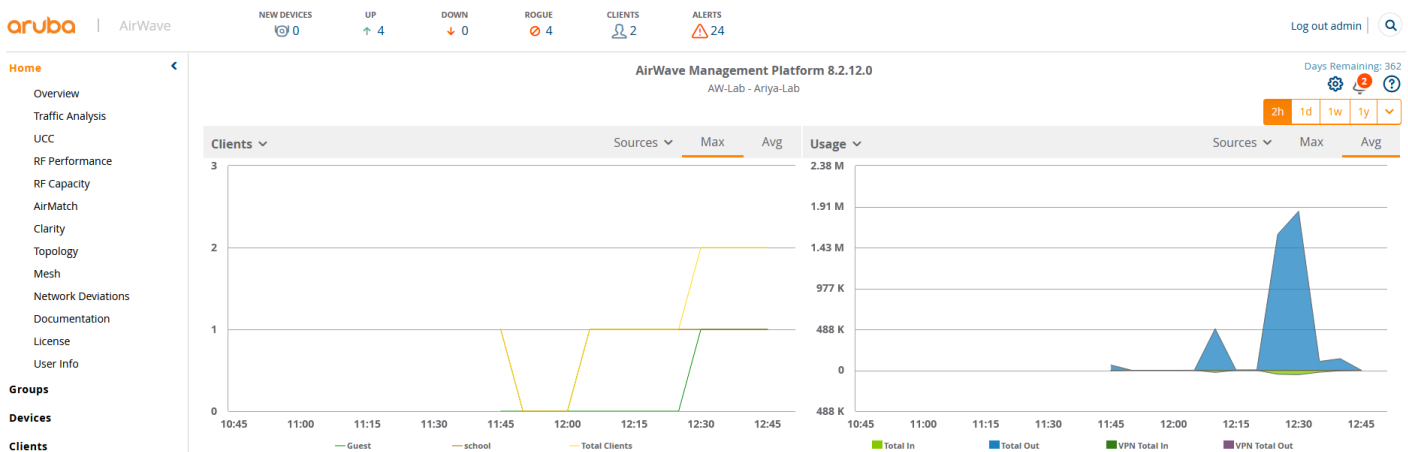 aruba | AirWave
NEW DEVICES UP DOWN ROGUE CLIENTS ALERTS
0 4 0 4 2 24
Log out admin
Home
Overview
Traffic Analysis
UCC
RF Performance
RF Capacity
AirMatch
Clarity
Topology
Mesh
Network Deviations
Documentation
License
User Info
Groups
Devices
Clients
AirWave Management Platform 8.2.12.0
AW-Lab - Ariya-Lab
Days Remaining: 362
2
2h 1d 1w 1y
Clients Sources Max Avg
3
2
1
0
10:45 11:00 11:15 11:30 11:45 12:00 12:15 12:30 12:45
Guest school Total Clients
Usage Sources Max Avg
2.38 M
1.91 M
1.43 M
977 K
488 K
0
488 K
10:45 11:00 11:15 11:30 11:45 12:00 12:15 12:30 12:45
Total In Total Out VPN Total In VPN Total Out